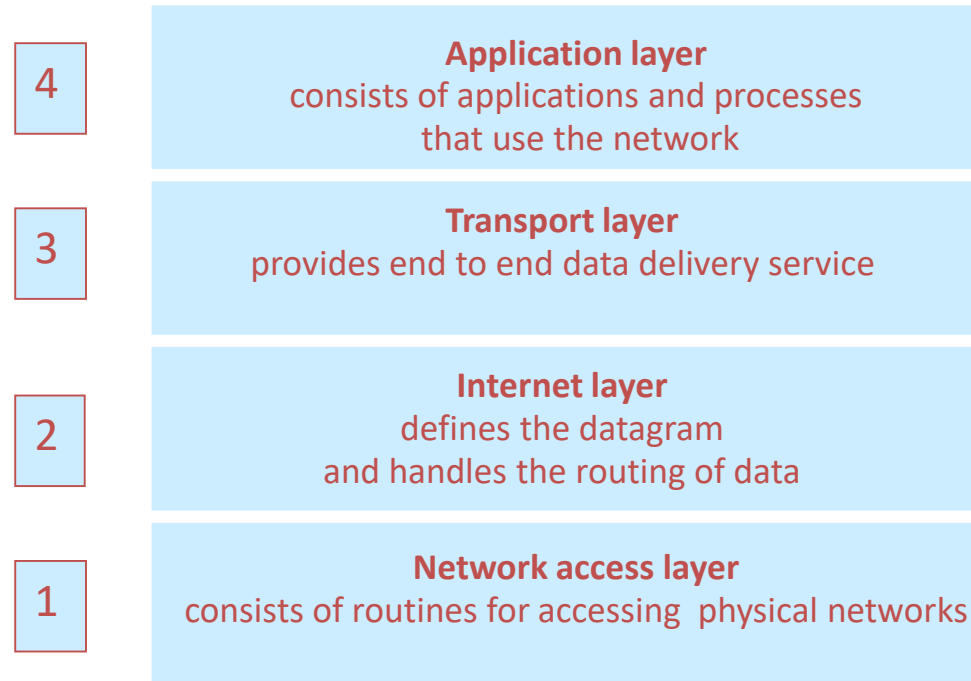 4
Application layer
consists of applications and processes
that use the network
3
Transport layer
provides end to end data delivery service
2
Internet layer
defines the datagram
and handles the routing of data
1
Network access layer
consists of routines for accessing  physical networks